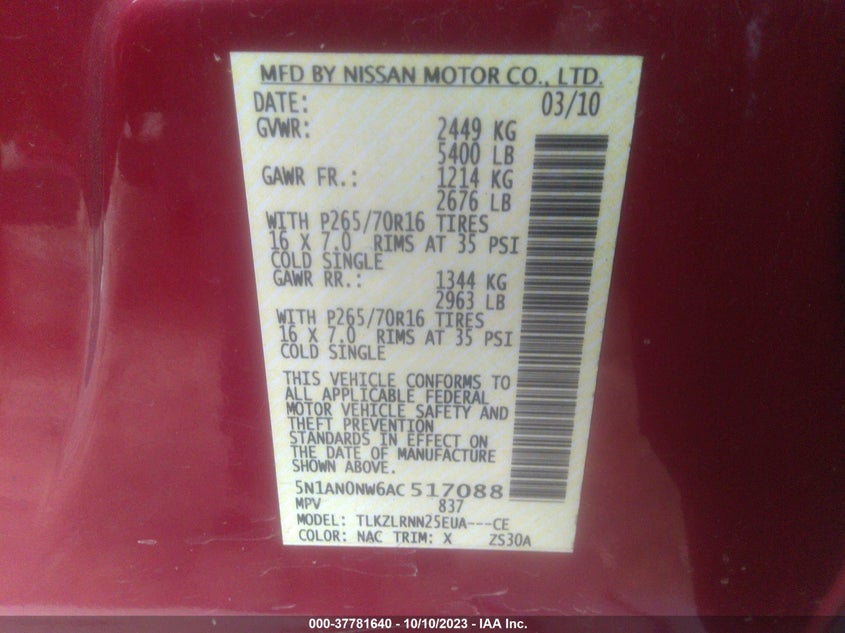 MFD BY NISSAN MOTOR CO., LTD.
DATE: 03/10
GVWR: 2449 KG
5400 LB
GAWR FR.: 1214 KG
2676 LB
WITH P265/70R16 TIRES
16 X 7.0 RIMS AT 35 PSI
COLD SINGLE
GAWR RR.: 1344 KG
2963 LB
WITH P265/70R16 TIRES
16 X 7.0 RIMS AT 35 PSI
COLD SINGLE
THIS VEHICLE CONFORMS TO
ALL APPLICABLE FEDERAL
MOTOR VEHICLE SAFETY AND
THEFT PREVENTION
STANDARDS IN EFFECT ON
THE DATE OF MANUFACTURE
SHOWN ABOVE.
5N1AN0NW6AC 517088
MPV 837
MODEL: TLKZLRNN25EUA---CE
COLOR: NAC TRIM: X ZS30A
000-37781640 - 10/10/2023 - IAA Inc.